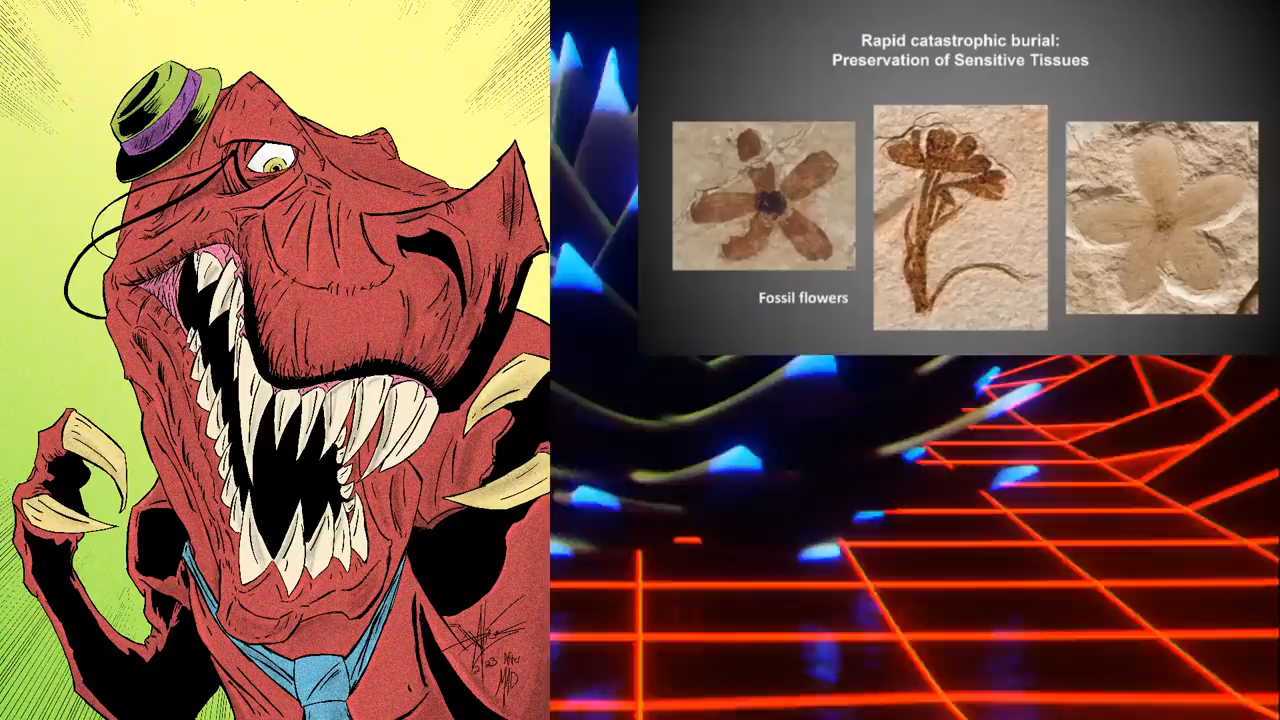 Rapid catastrophic burial:
Preservation of Sensitive Tissues
Fossil flowers